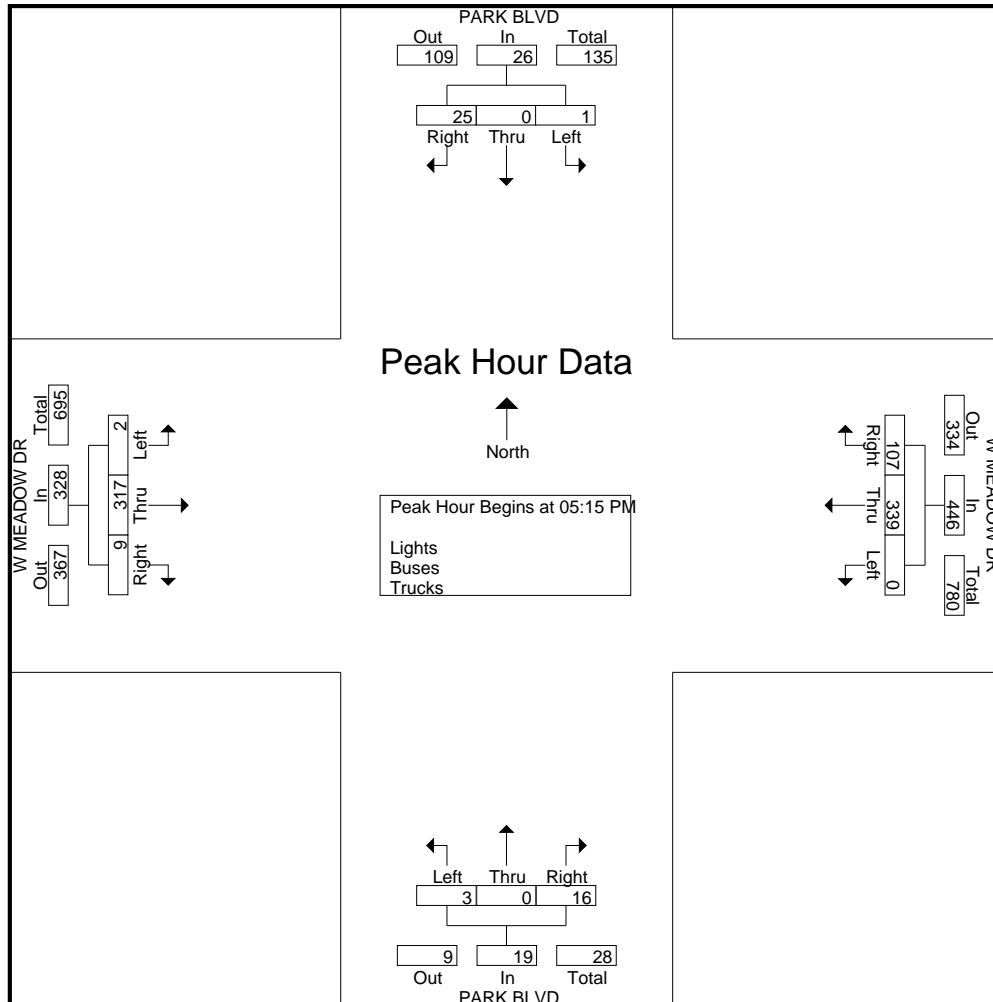 PARK BLVD
Out In Total
109 26 135
25 0 1
Right Thru Left
Peak Hour Data
North
Peak Hour Begins at 05:15 PM
Lights
Buses
Trucks
W MEADOW DR
Total In Out
695 328 367
2 317 9
Left Thru Right
W MEADOW DR
Out In Total
334 446 780
107 339 0
Right Thru Left
Left Thru Right
3 0 16
9 19 28
Out In Total
PARK BLVD